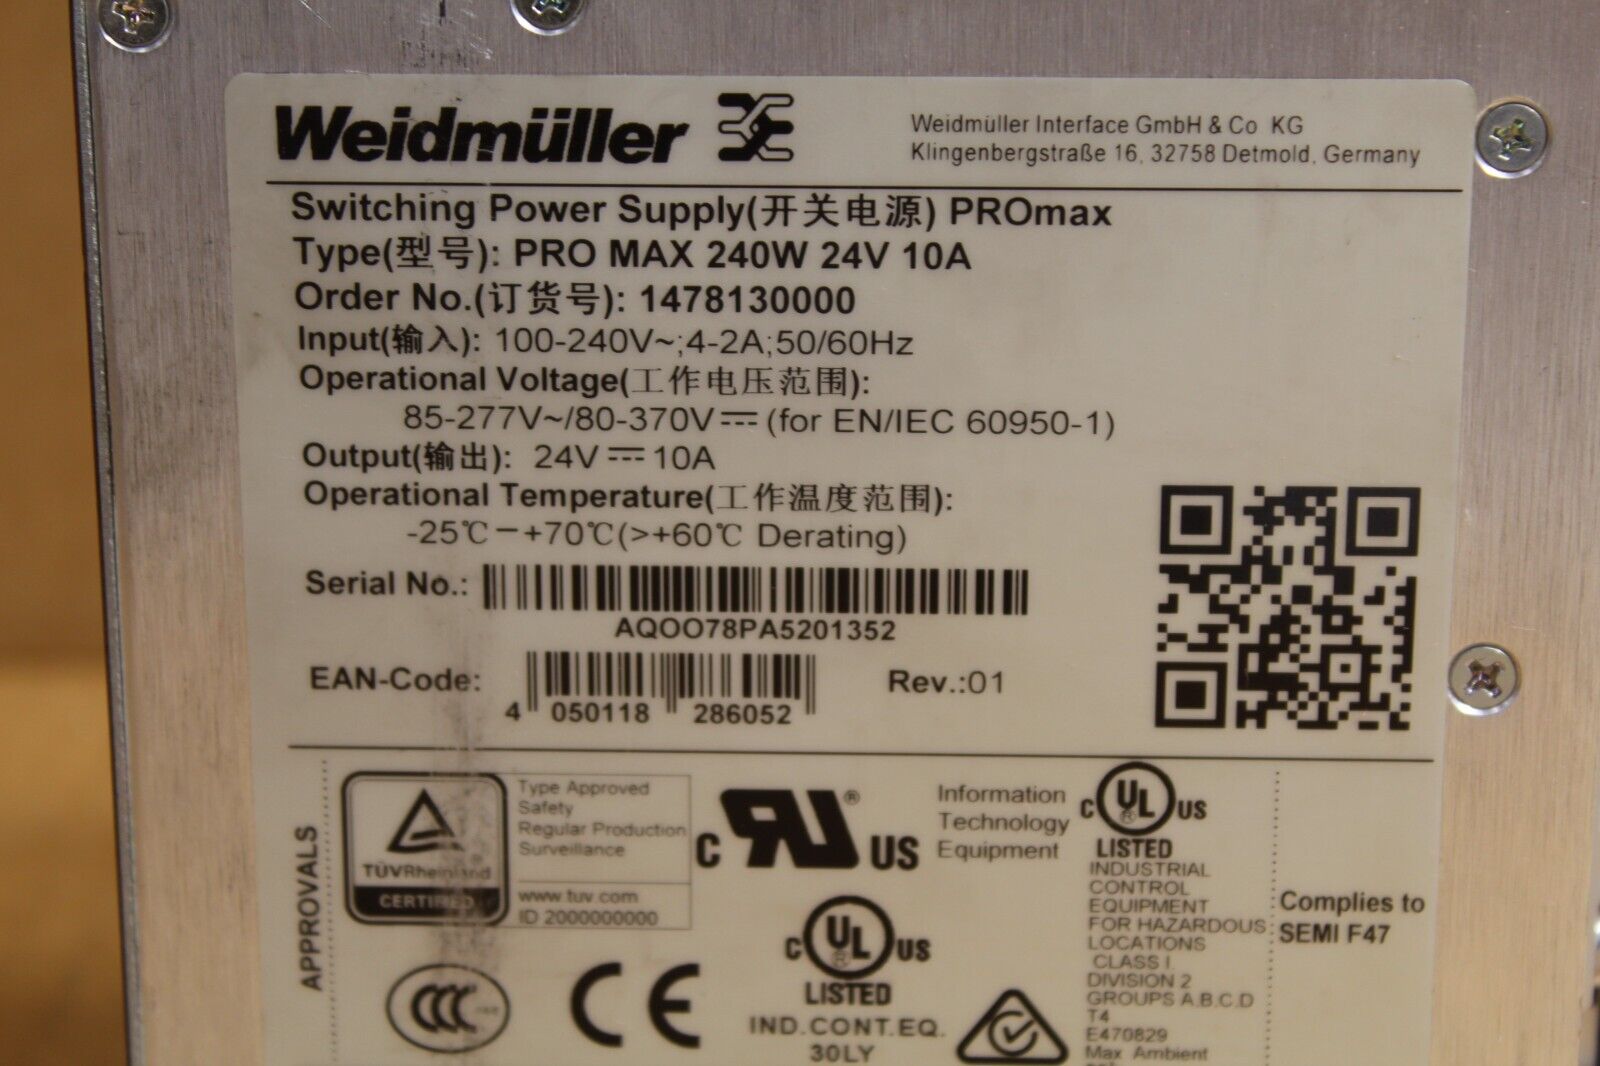 Weidmüller
Weidmüller Interface GmbH & Co KG
Klingenbergstraße 16, 32758 Detmold, Germany
Switching Power Supply(开关电源) PROmax
Type(型号): PRO MAX 240W 24V 10A
Order No.(订货号): 1478130000
Input(输入): 100-240V~;4-2A;50/60Hz
Operational Voltage(工作电压范围):
85-277V~/80-370V⎓(for EN/IEC 60950-1)
Output(输出): 24V⎓10A
Operational Temperature(工作温度范围):
-25℃－+70℃(>+60℃ Derating)
Serial No.:
AQOO78PA5201352
EAN-Code:
4 050118 286052
Rev.:01
APPROVALS
TÜVRheinland
CERTIFIED
Type Approved
Safety
Regular Production
Surveillance
www.tuv.com
ID 2000000000
C RU ® US
Information
Technology
Equipment
C UL ® US
LISTED
INDUSTRIAL
CONTROL
EQUIPMENT
FOR HAZARDOUS
LOCATIONS
CLASS I
DIVISION 2
GROUPS A.B.C.D
T4
E470829
Max Ambient
Complies to
SEMI F47
CCC
CE
C UL ® US
LISTED
IND.CONT.EQ.
30LY